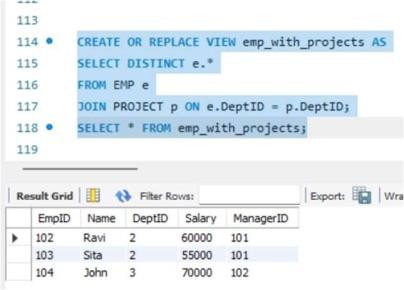 113
114 CREATE OR REPLACE VIEW emp_with_projects AS
115 SELECT DISTINCT e.*
116 FROM EMP e
117 JOIN PROJECT p ON e.DeptID = p.DeptID;
118 SELECT * FROM emp_with_projects;
119
Result Grid Filter Rows: Export: Wra
EmpID Name DeptID Salary ManagerID
102 Ravi 2 60000 101
103 Sita 2 55000 101
104 John 3 70000 102